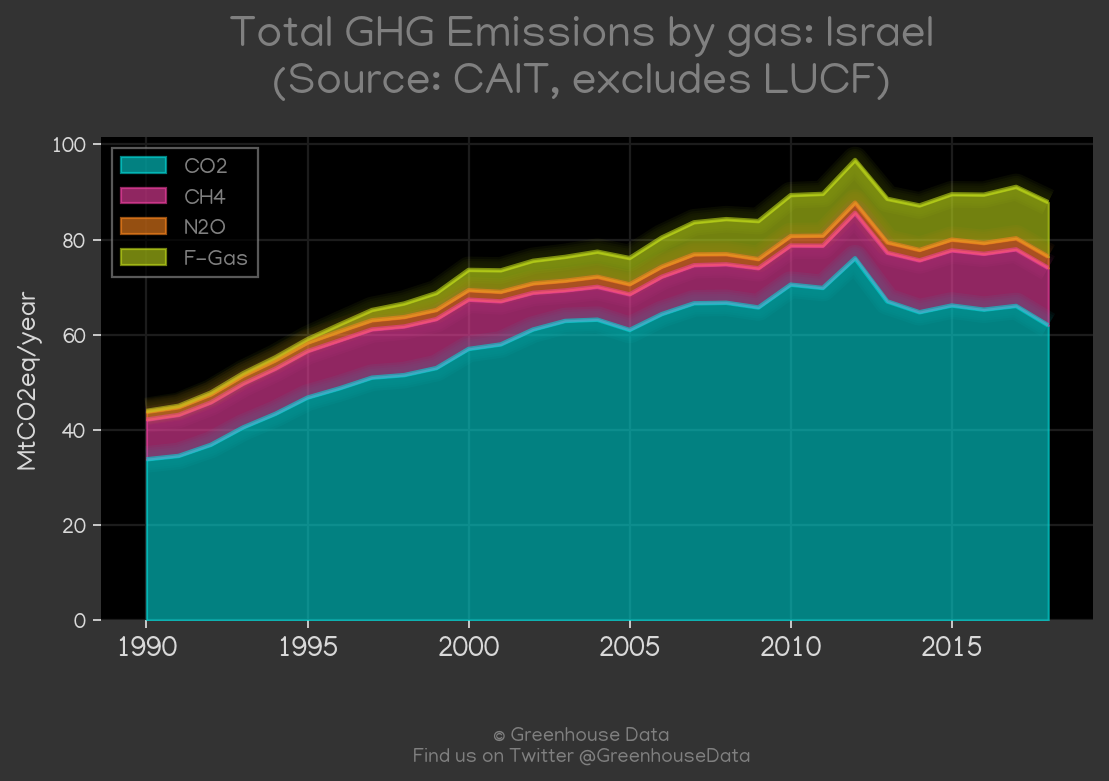 Total GHG Emissions by gas: Israel
(Source: CAIT, excludes LUCF)
100
80
60
40
20
0
MtCO2eq/year
CO2
CH4
N2O
F-Gas
1990 1995 2000 2005 2010 2015
© Greenhouse Data
Find us on Twitter @GreenhouseData